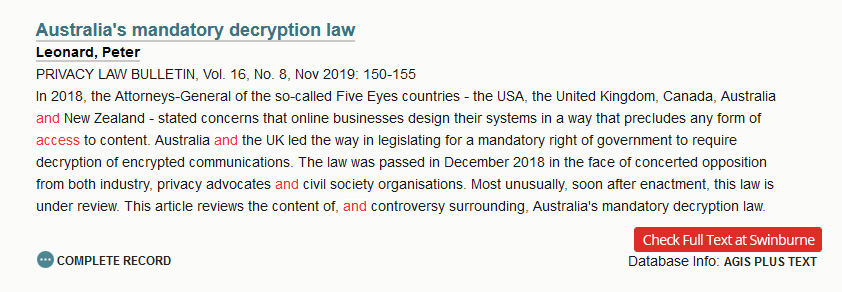 Australia's mandatory decryption law
Leonard, Peter
PRIVACY LAW BULLETIN, Vol. 16, No. 8, Nov 2019: 150-155
In 2018, the Attorneys-General of the so-called Five Eyes countries - the USA, the United Kingdom, Canada, Australia
and New Zealand - stated concerns that online businesses design their systems in a way that precludes any form of
access to content. Australia and the UK led the way in legislating for a mandatory right of government to require
decryption of encrypted communications. The law was passed in December 2018 in the face of concerted opposition
from both industry, privacy advocates and civil society organisations. Most unusually, soon after enactment, this law is
under review. This article reviews the content of, and controversy surrounding, Australia's mandatory decryption law.
Check Full Text at Swinburne
COMPLETE RECORD
Database Info: AGIS PLUS TEXT